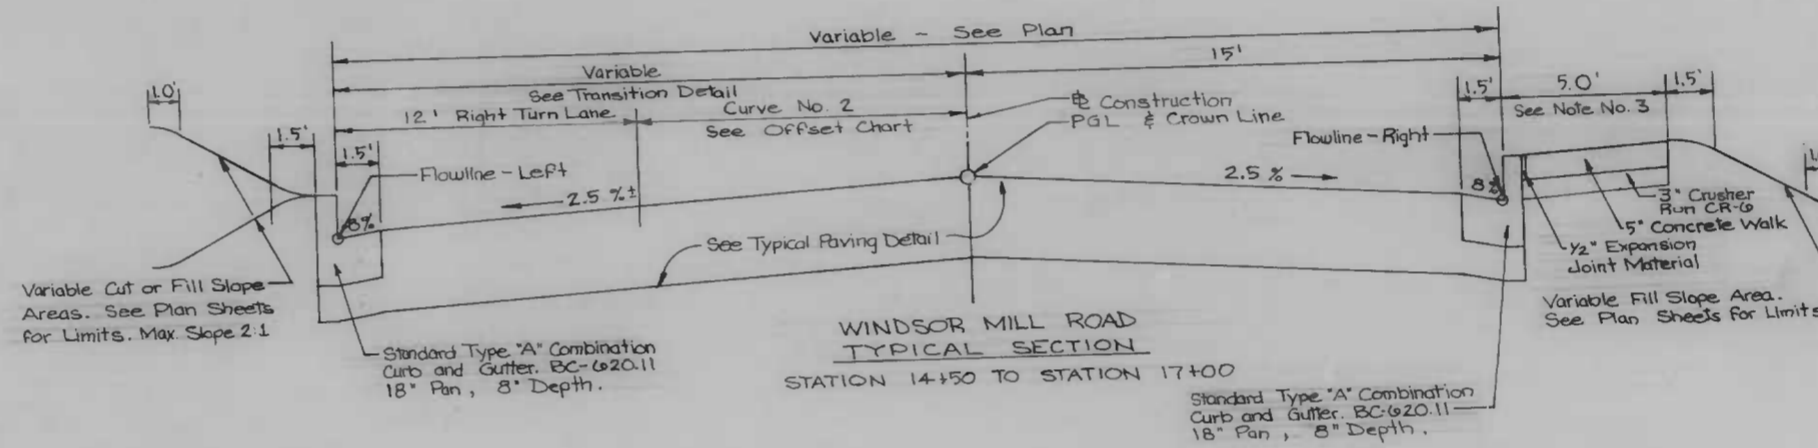 Variable - See Plan
Variable
15'
See Transition Detail
12' Right Turn Lane
Curve No. 2
See Offset Chart
℄ Construction
PGL & Crown Line
1.0'
1.5'
1.5'
Flowline - Left
8%
2.5 %±
2.5 %
Flowline - Right
1.5'
5.0'
1.5'
See Note No. 3
8%
3" Crusher
Run CR-6
5" Concrete Walk
1/2" Expansion
Joint Material
See Typical Paving Detail
Variable Cut or Fill Slope
Areas. See Plan Sheets
for Limits. Max. Slope 2:1
Variable Fill Slope Area.
See Plan Sheets for Limits
Standard Type "A" Combination
Curb and Gutter. BC-620.11
18" Pan, 8" Depth.
WINDSOR MILL ROAD
TYPICAL SECTION
STATION 14+50 TO STATION 17+00
Standard Type "A" Combination
Curb and Gutter. BC-620.11
18" Pan, 8" Depth.